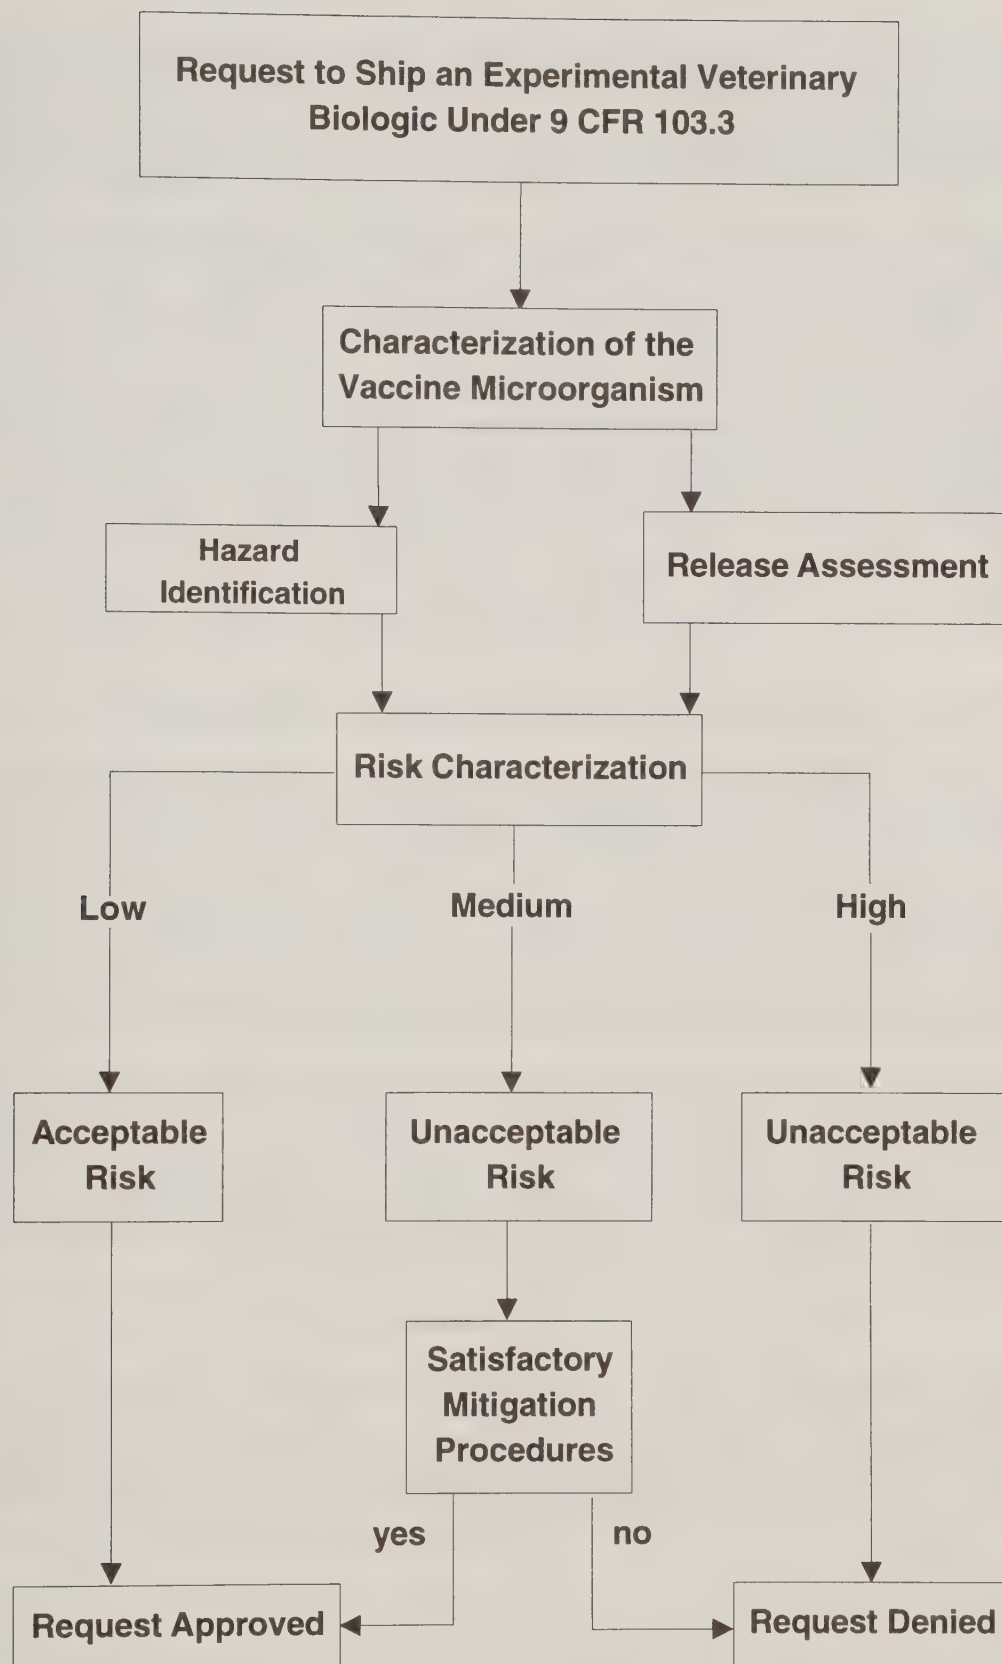 Request to Ship an Experimental Veterinary
Biologic Under 9 CFR 103.3
Characterization of the
Vaccine Microorganism
Hazard
Identification
Release Assessment
Risk Characterization
Low
Medium
High
Acceptable
Risk
Unacceptable
Risk
Unacceptable
Risk
Satisfactory
Mitigation
Procedures
yes
no
Request Approved
Request Denied